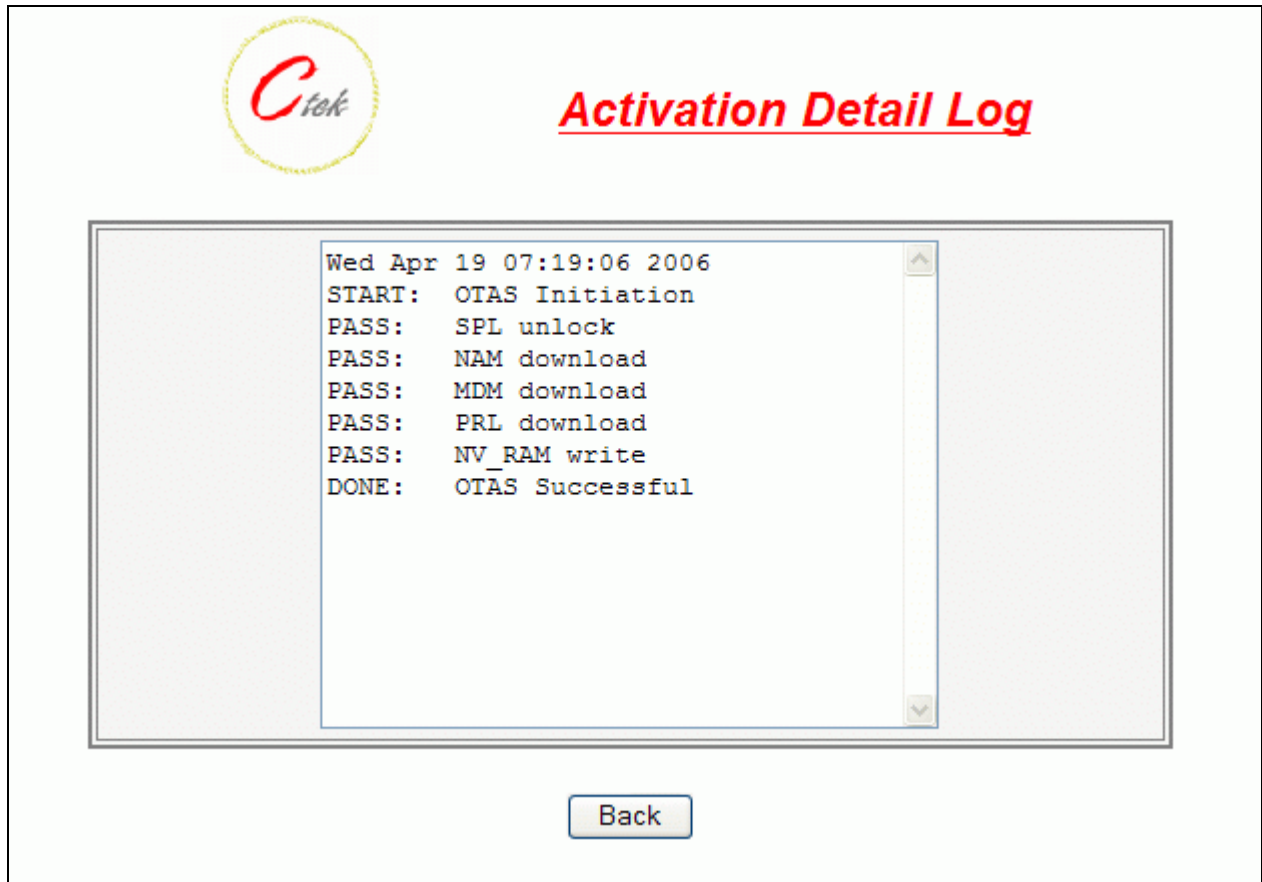 Ctek
Activation Detail Log
Wed Apr 19 07:19:06 2006
START:  OTAS Initiation
PASS:   SPL unlock
PASS:   NAM download
PASS:   MDM download
PASS:   PRL download
PASS:   NV_RAM write
DONE:   OTAS Successful
Back